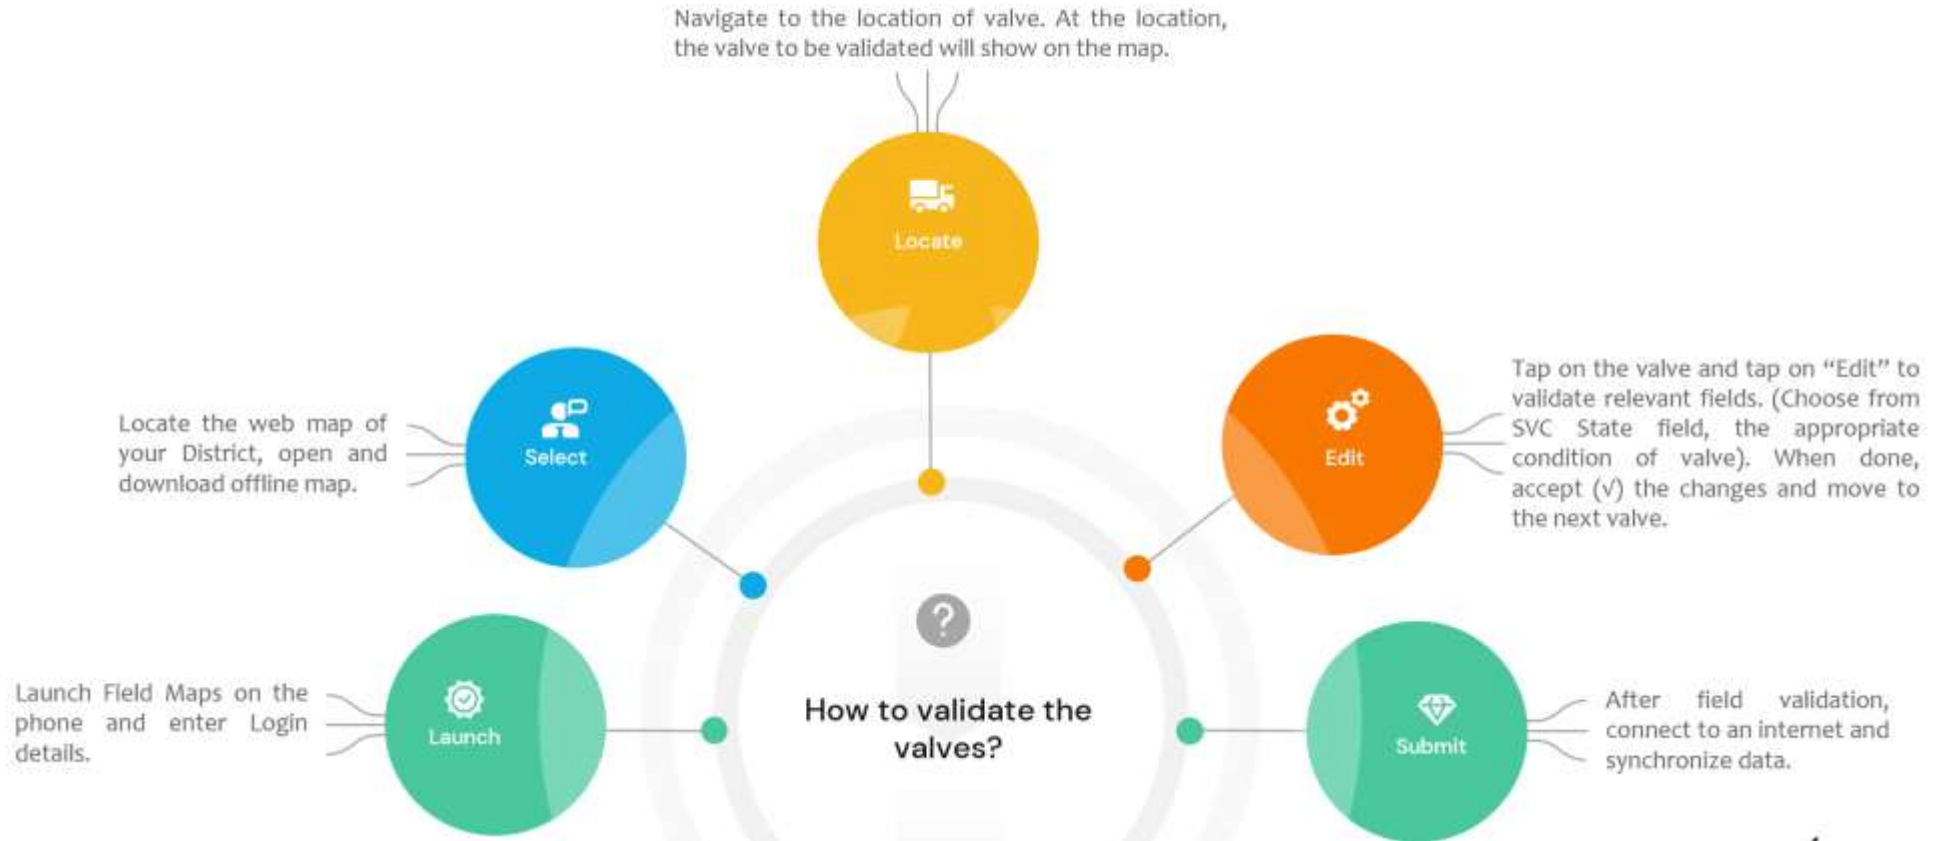 Navigate to the location of valve. At the location,
the valve to be validated will show on the map.
Locate
Locate the web map of
your District, open and
download offline map.
Select
Edit
Tap on the valve and tap on “Edit” to
validate relevant fields. (Choose from
SVC State field, the appropriate
condition of valve). When done,
accept (√) the changes and move to
the next valve.
Launch Field Maps on the
phone and enter Login
details.
Launch
?
How to validate the
valves?
Submit
After field validation,
connect to an internet and
synchronize data.